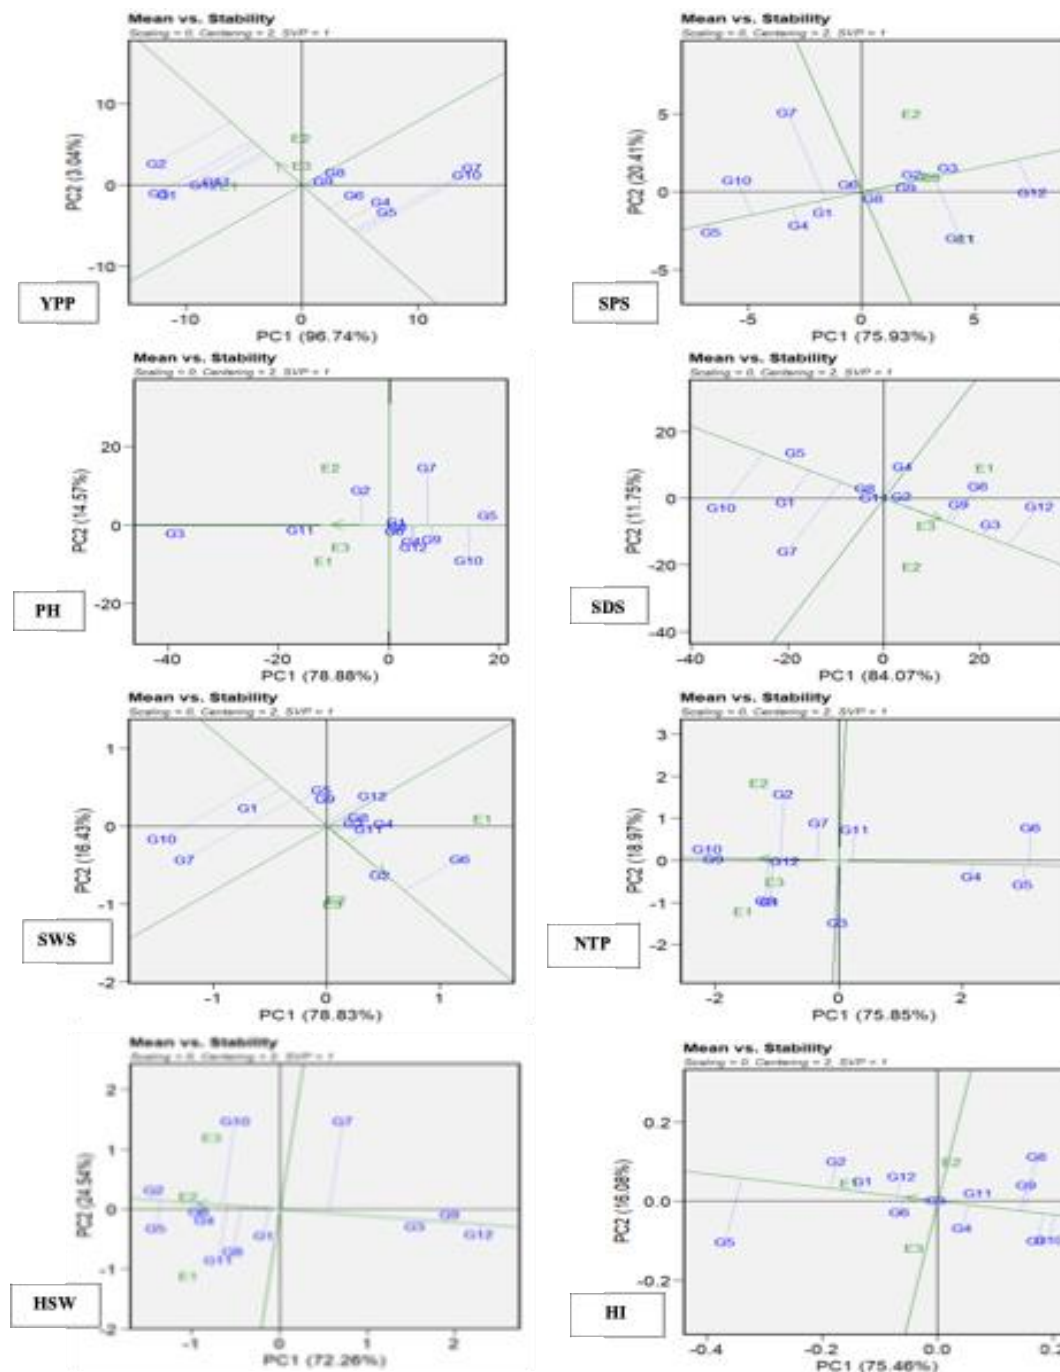 Mean vs. Stability
Scaling = 0, Centering = 2, SVP = 1
PC2 (3.04%)
10
0
-10
G2
E2
E3
G8
G9
G7
G10
G6
G4
G5
-10
0
10
PC1 (96.74%)
YPP
Mean vs. Stability
Scaling = 0, Centering = 2, SVP = 1
PC2 (20.41%)
5
0
-5
G7
E2
G10
G3
G2
G8
G12
G1
G4
G5
-5
0
5
PC1 (75.93%)
SPS
Mean vs. Stability
Scaling = 0, Centering = 2, SVP = 1
PC2 (14.57%)
20
0
-20
E2
G7
G2
G5
G11
G3
E3
E1
G9
G12
G10
-40
-20
0
20
PC1 (78.88%)
PH
Mean vs. Stability
Scaling = 0, Centering = 2, SVP = 1
PC2 (11.75%)
20
0
-20
-40
G5
G4
E1
G8
G6
G1
G2
G10
G9
G12
G3
E3
G7
E2
-40
-20
0
20
PC1 (84.07%)
SDS
Mean vs. Stability
Scaling = 0, Centering = 2, SVP = 1
PC2 (16.43%)
1
0
-1
-2
G9
G12
G1
E1
G4
G11
G10
G7
G6
G2
-1
0
1
PC1 (78.83%)
SWS
Mean vs. Stability
Scaling = 0, Centering = 2, SVP = 1
PC2 (18.97%)
3
2
1
0
-1
-2
E2
G2
G7
G11
G6
G10
G9
G12
G4
G5
E3
E1
G3
-2
0
2
PC1 (75.85%)
NTP
Mean vs. Stability
Scaling = 0, Centering = 2, SVP = 1
PC2 (24.54%)
2
1
0
-1
-2
G10
G7
E3
G2
E2
G4
G5
G9
G3
G12
G1
G8
G11
E1
-1
0
1
2
PC1 (72.26%)
HSW
Mean vs. Stability
Scaling = 0, Centering = 2, SVP = 1
PC2 (16.08%)
0.2
0.0
-0.2
G2
E2
G8
G12
G1
G9
G11
G6
G4
G5
G10
E3
-0.4
-0.2
0.0
PC1 (75.46%)
HI